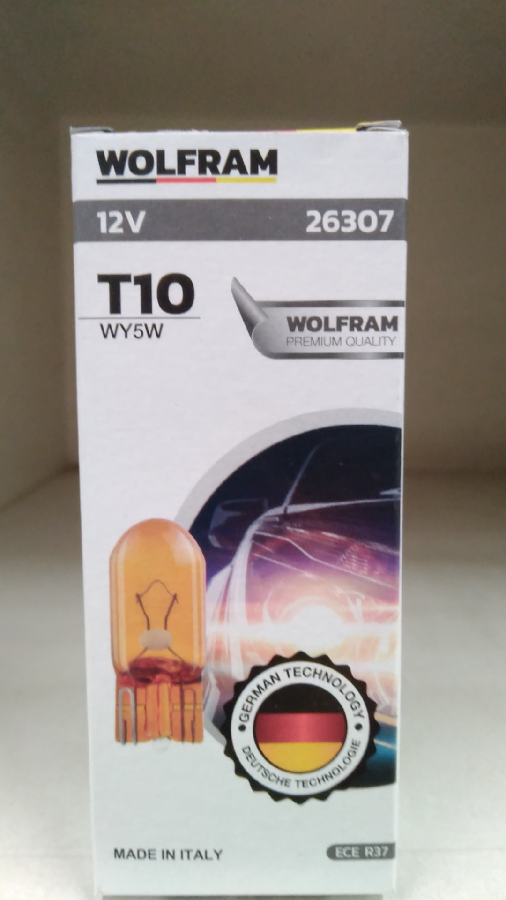 WOLFRAM
12V 26307
T10
WY5W
WOLFRAM
PREMIUM QUALITY
GERMAN TECHNOLOGY
DEUTSCHE TECHNOLOGIE
MADE IN ITALY ECE R37